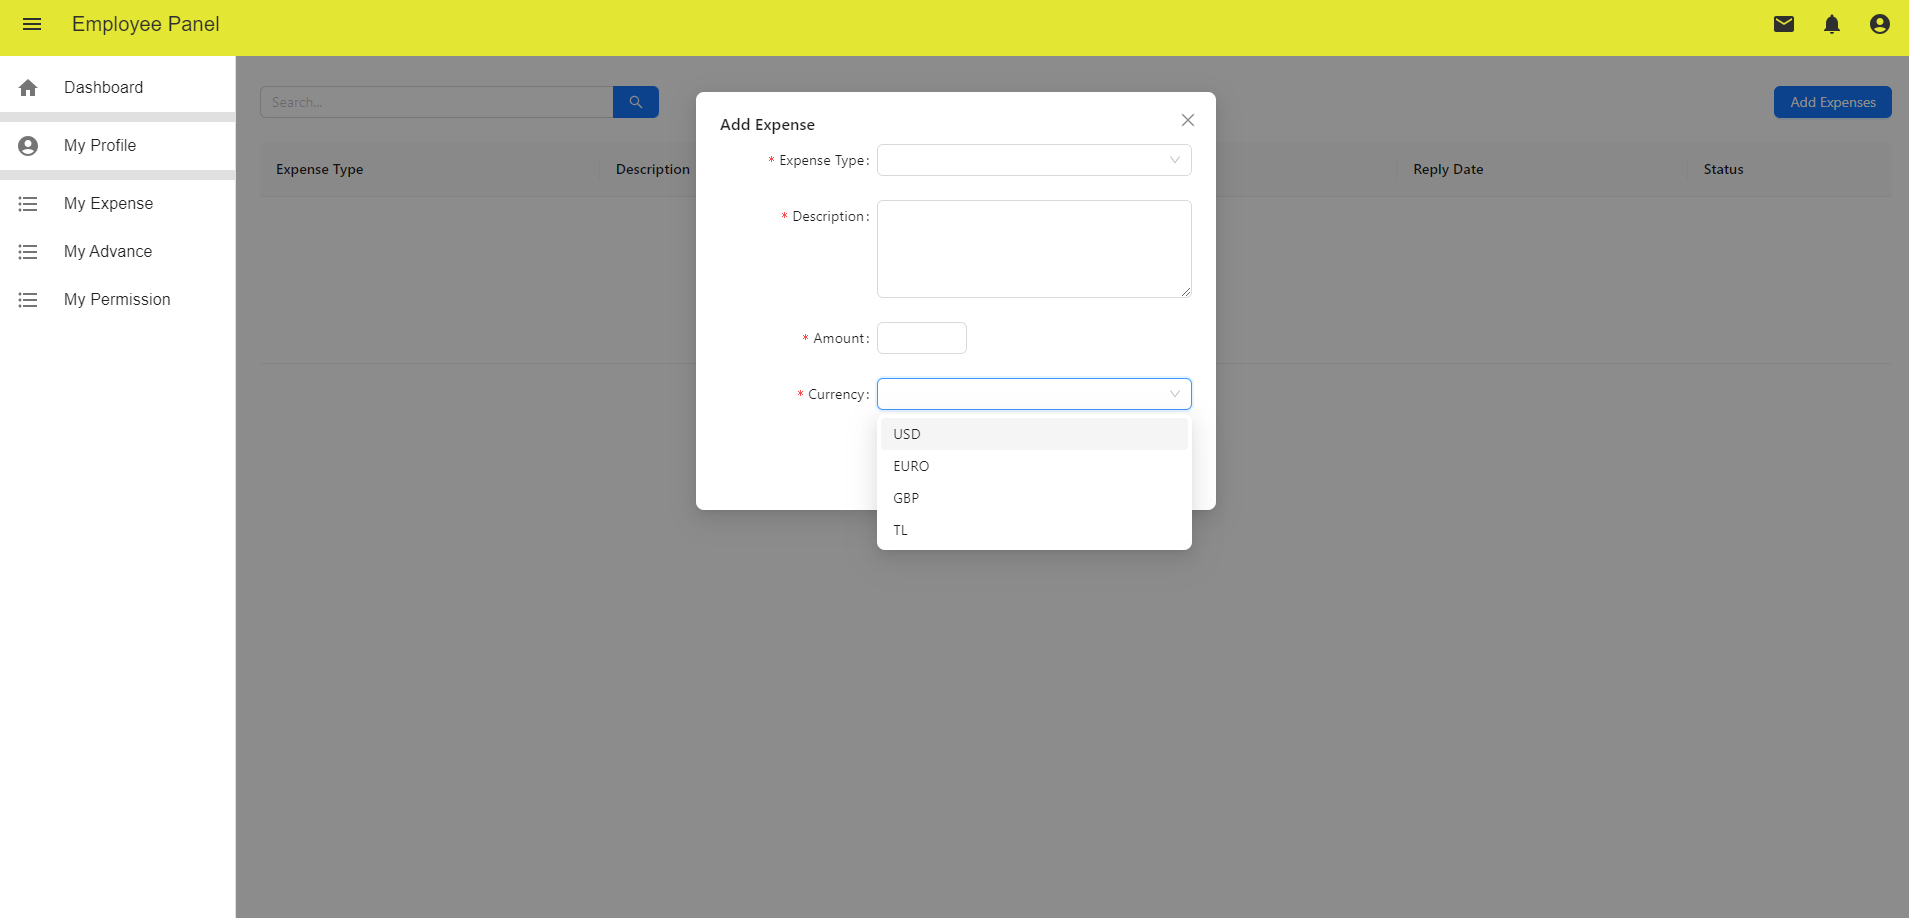 Employee Panel
Dashboard
My Profile
My Expense
My Advance
My Permission
Search...
Add Expenses
Expense Type
Description
Reply Date
Status
Add Expense
* Expense Type:
* Description:
* Amount:
* Currency:
USD
EURO
GBP
TL